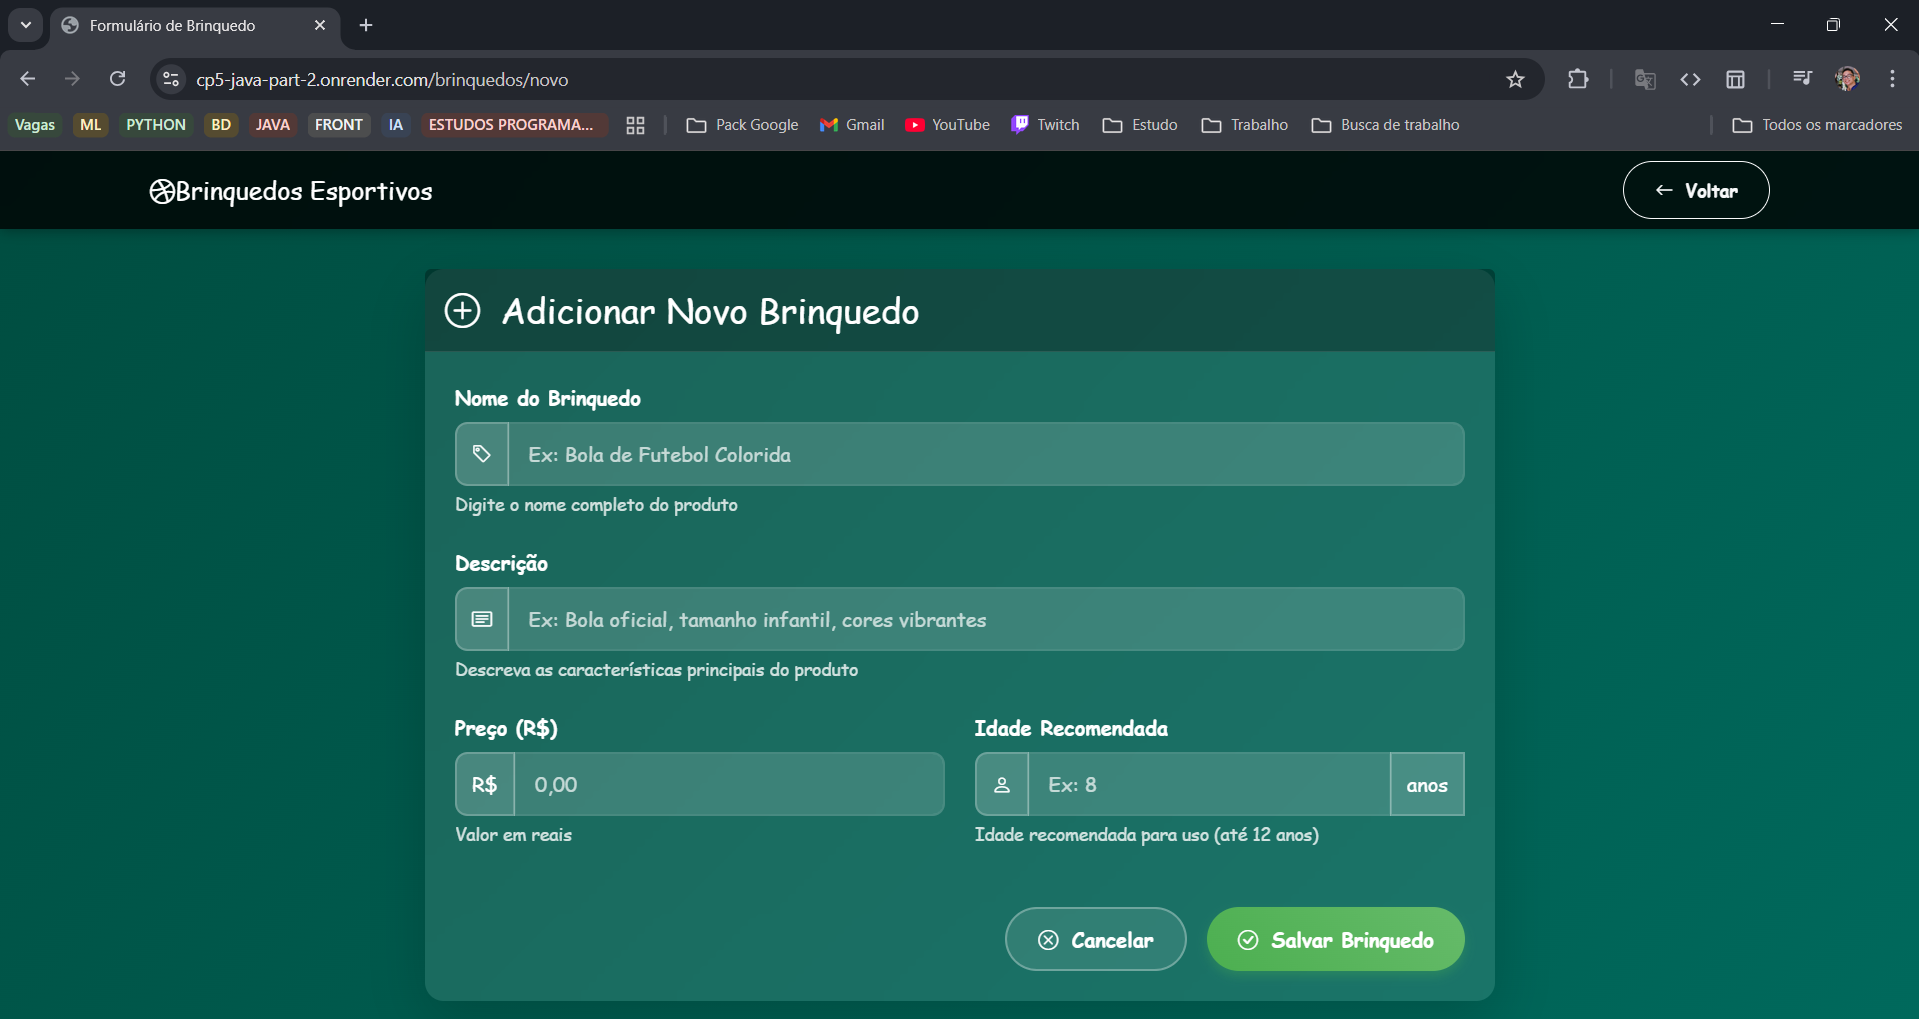 Formulário de Brinquedo
cp5-java-part-2.onrender.com/brinquedos/novo
Vagas ML PYTHON BD JAVA FRONT IA ESTUDOS PROGRAMA... Pack Google Gmail YouTube Twitch Estudo Trabalho Busca de trabalho Todos os marcadores
Brinquedos Esportivos Voltar
Adicionar Novo Brinquedo
Nome do Brinquedo
Ex: Bola de Futebol Colorida
Digite o nome completo do produto
Descrição
Ex: Bola oficial, tamanho infantil, cores vibrantes
Descreva as características principais do produto
Preço (R$) Idade Recomendada
R$ 0,00 Ex: 8 anos
Valor em reais Idade recomendada para uso (até 12 anos)
Cancelar Salvar Brinquedo